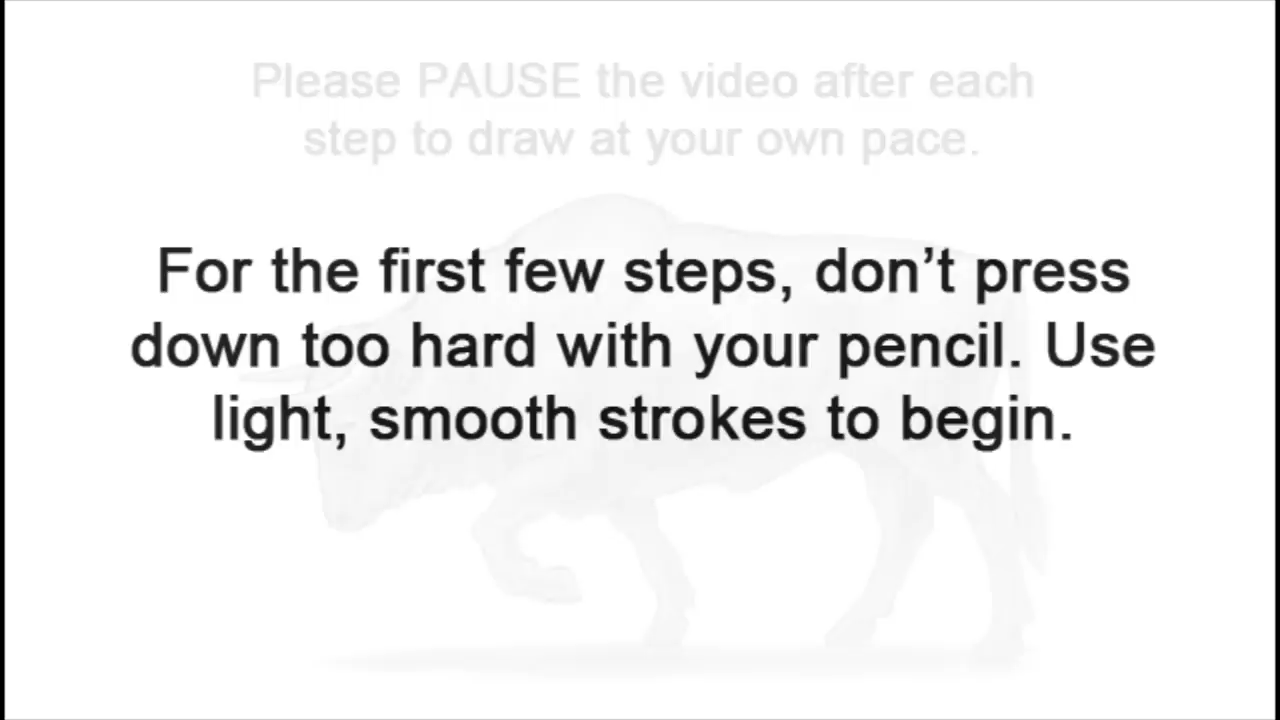 Please PAUSE the video after each
step to draw at your own pace.
For the first few steps, don’t press
down too hard with your pencil. Use
light, smooth strokes to begin.